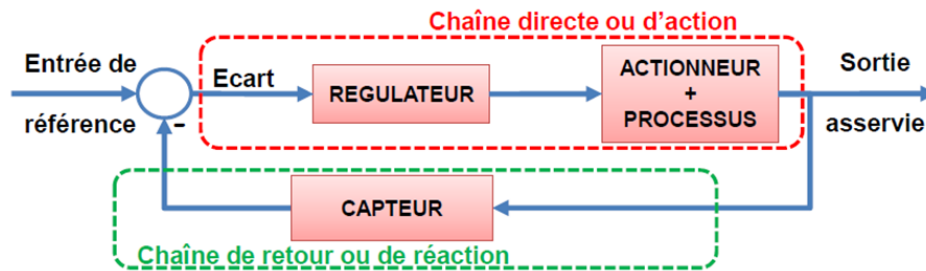 Chaîne directe ou d'action
Entrée de
référence
Ecart
-
REGULATEUR
ACTIONNEUR
+
PROCESSUS
Sortie
asservie
CAPTEUR
Chaîne de retour ou de réaction